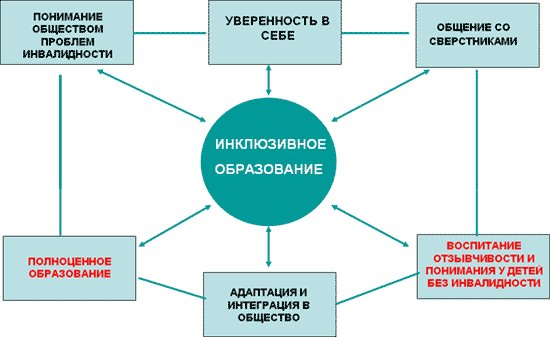 ПОНИМАНИЕ
ОБЩЕСТВОМ
ПРОБЛЕМ
ИНВАЛИДНОСТИ
УВЕРЕННОСТЬ В
СЕБЕ
ОБЩЕНИЕ СО
СВЕРСТНИКАМИ
ИНКЛЮЗИВНОЕ
ОБРАЗОВАНИЕ
ПОЛНОЦЕННОЕ
ОБРАЗОВАНИЕ
АДАПТАЦИЯ И
ИНТЕГРАЦИЯ В
ОБЩЕСТВО
ВОСПИТАНИЕ
ОТЗЫВЧИВОСТИ И
ПОНИМАНИЯ У ДЕТЕЙ
БЕЗ ИНВАЛИДНОСТИ